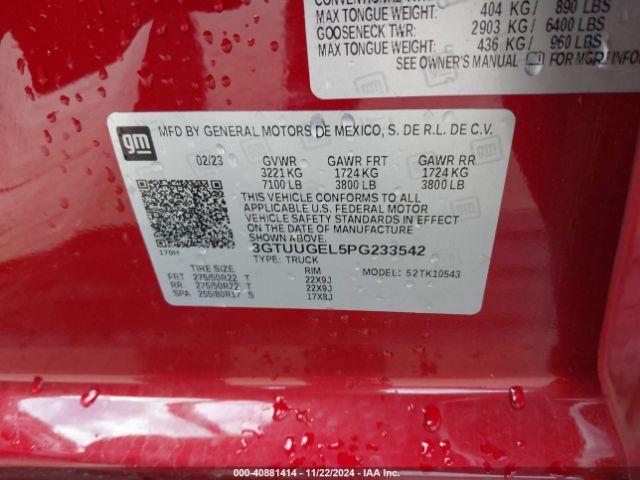 CONVENTIONAL TWR:
MAX TONGUE WEIGHT: 404 KG/ 890 LBS
GOOSENECK TWR: 2903 KG / 6400 LBS
MAX TONGUE WEIGHT: 436 KG/ 960 LBS
SEE OWNER'S MANUAL FOR MORE INFO
gm
MFD BY GENERAL MOTORS DE MEXICO, S. DE R.L. DE C.V.
02/23 GVWR GAWR FRT GAWR RR
3221 KG 1724 KG 1724 KG
7100 LB 3800 LB 3800 LB
THIS VEHICLE CONFORMS TO ALL
APPLICABLE U.S. FEDERAL MOTOR
VEHICLE SAFETY STANDARDS IN EFFECT
ON THE DATE OF MANUFACTURE
SHOWN ABOVE.
170H
3GTUUGEL5PG233542
TYPE: TRUCK
TIRE SIZE RIM MODEL: 52TK10543
FRT 275/50R22 T 22X9J
RR 275/50R22 T 22X9J
SPA 255/80R17 S 17X8J
000-40881414 - 11/22/2024 - IAA Inc.